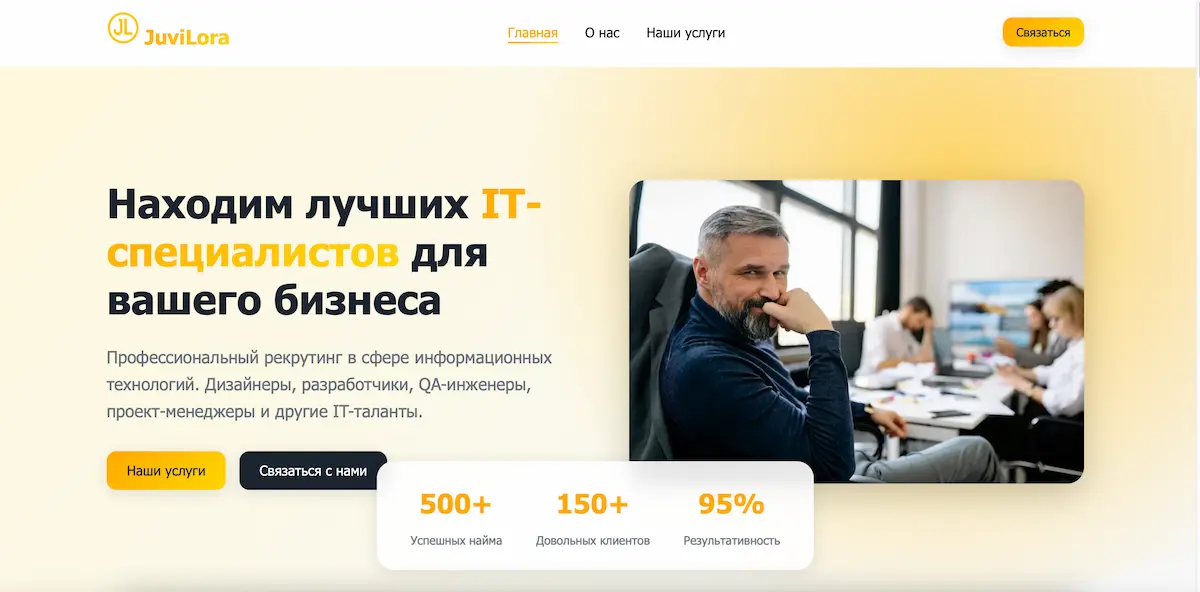 JL JuviLora
Главная О нас Наши услуги
Связаться
Находим лучших IT-
специалистов для
вашего бизнеса
Профессиональный рекрутинг в сфере информационных
технологий. Дизайнеры, разработчики, QA-инженеры,
проект-менеджеры и другие IT-таланты.
Наши услуги Связаться с нами
500+ 150+ 95%
Успешных найма Довольных клиентов Результативность